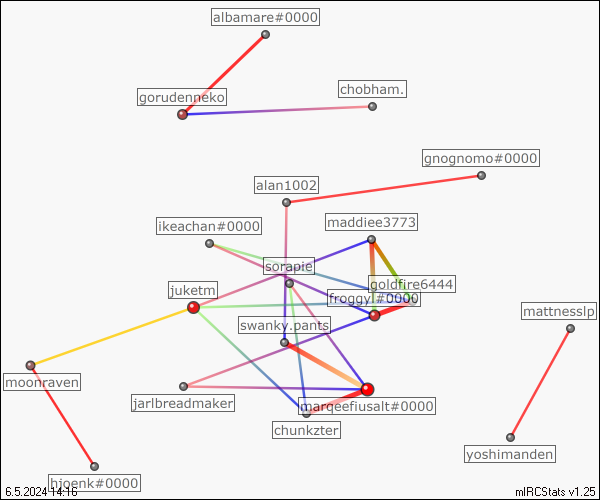 albamare#0000
gorudenneko
chobham.
gnognomo#0000
alan1002
ikeachan#0000
maddiee3773
sorapie
goldfire6444
juketm
froggyl#0000
mattnesslp
swanky.pants
moonraven
jarlbreadmaker
marqeefiusalt#0000
chunkzter
yoshimanden
hjoenk#0000
6.5.2024 14:16
mIRCStats v1.25